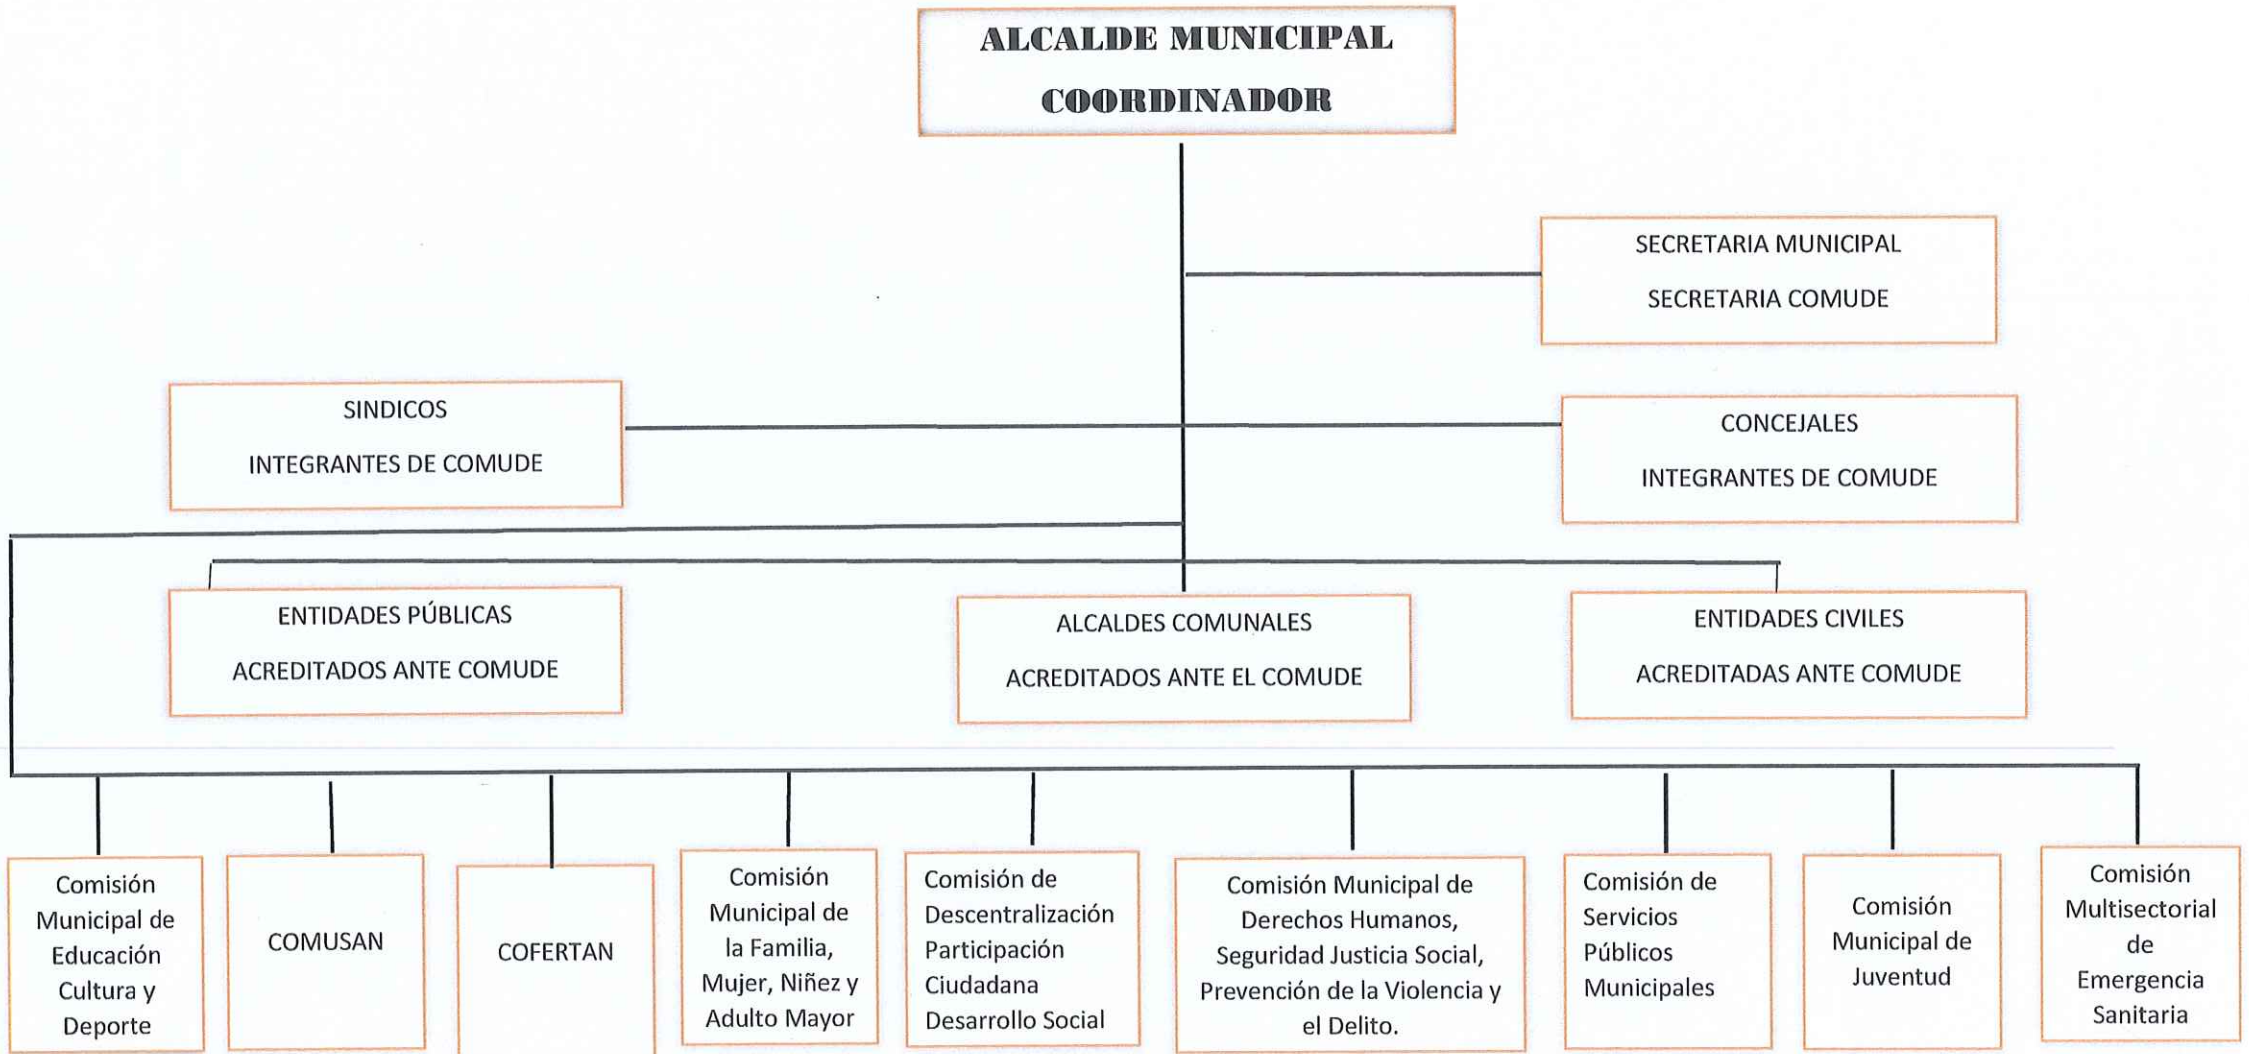 ALCALDE MUNICIPAL
COORDINADOR
SECRETARIA MUNICIPAL
SECRETARIA COMUDE
SINDICOS
INTEGRANTES DE COMUDE
CONCEJALES
INTEGRANTES DE COMUDE
ENTIDADES PÚBLICAS
ACREDITADOS ANTE COMUDE
ALCALDES COMUNALES
ACREDITADOS ANTE EL COMUDE
ENTIDADES CIVILES
ACREDITADAS ANTE COMUDE
Comisión
Municipal de
Educación
Cultura y
Deporte
COMUSAN
COFERTAN
Comisión
Municipal de
la Familia,
Mujer, Niñez y
Adulto Mayor
Comisión de
Descentralización
Participación
Ciudadana
Desarrollo Social
Comisión Municipal de
Derechos Humanos,
Seguridad Justicia Social,
Prevención de la Violencia y
el Delito.
Comisión de
Servicios
Públicos
Municipales
Comisión
Municipal de
Juventud
Comisión
Multisectorial
de
Emergencia
Sanitaria